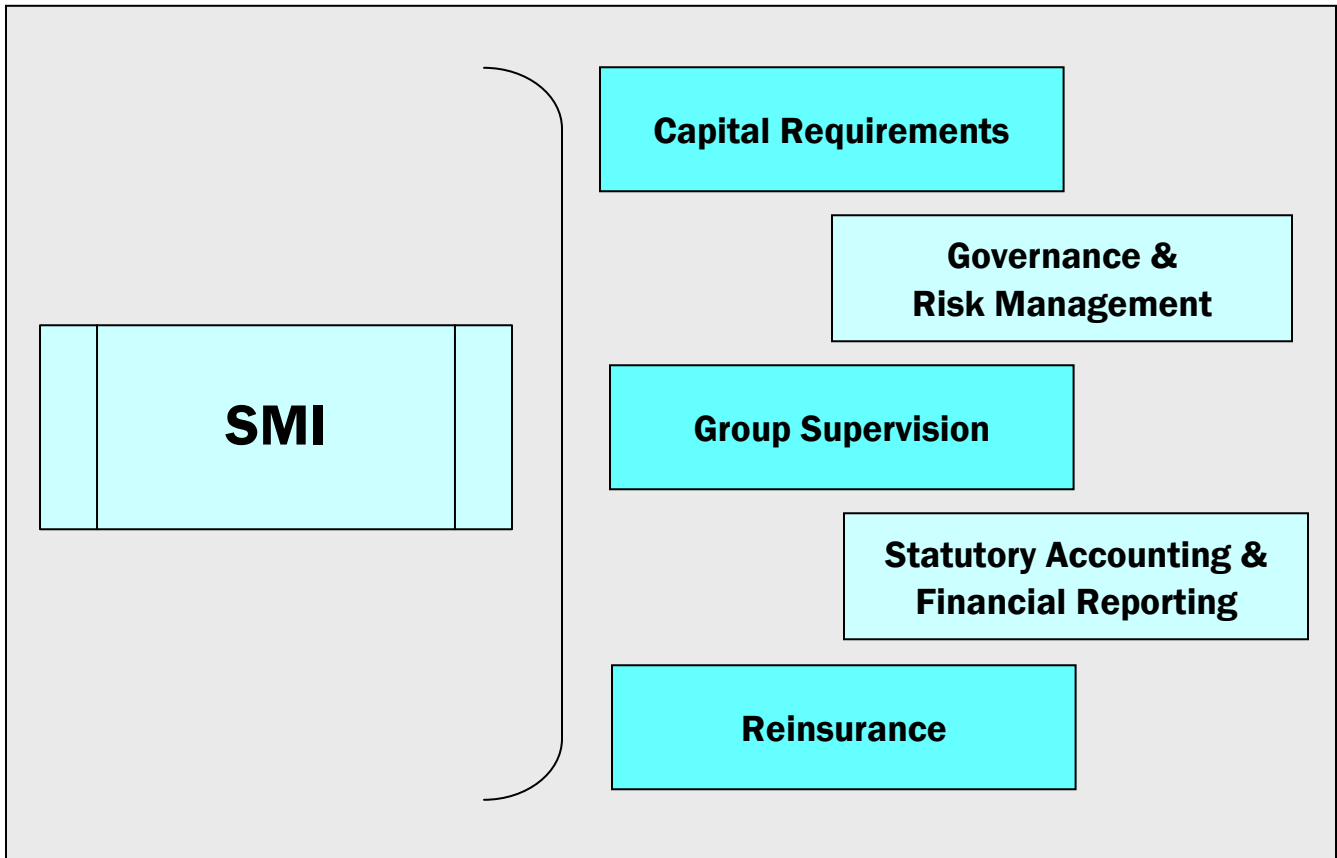 Capital Requirements
Governance &
Risk Management
SMI
Group Supervision
Statutory Accounting &
Financial Reporting
Reinsurance